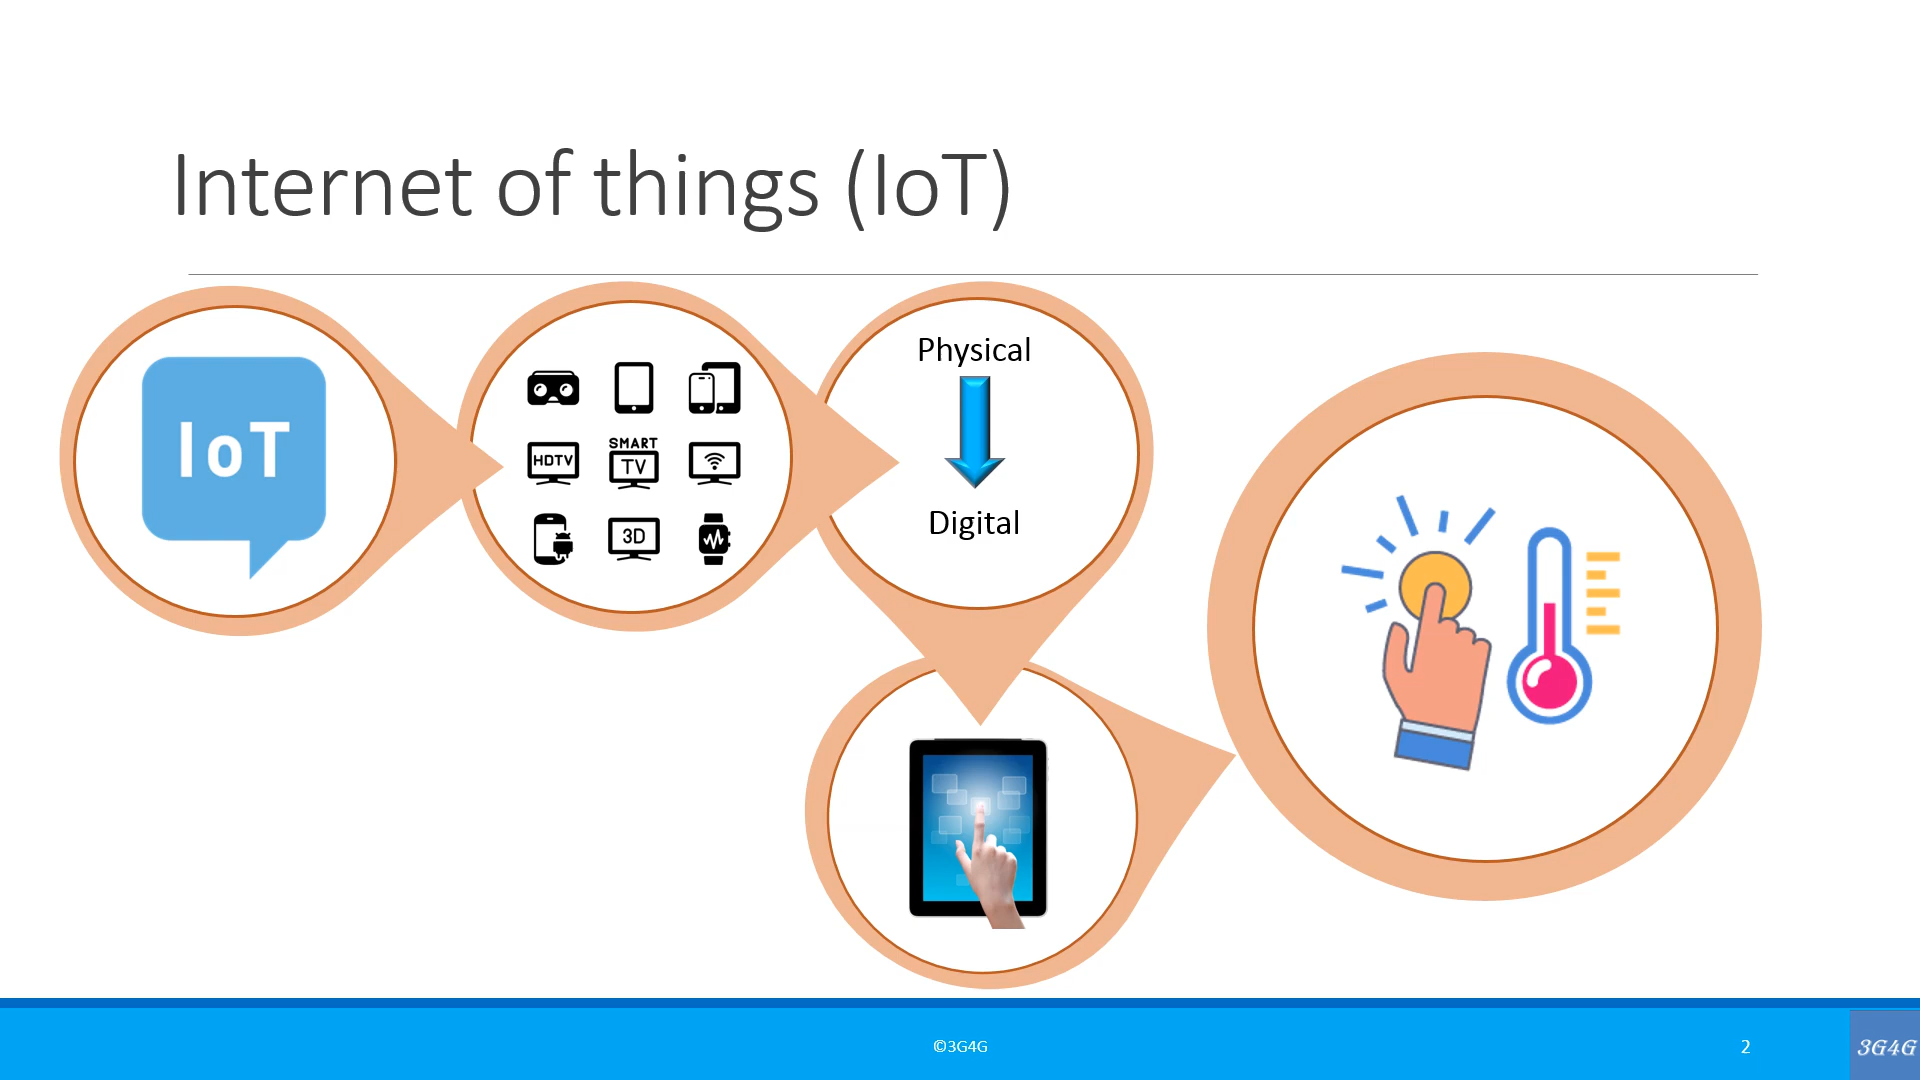 Internet of things (IoT)
IoT
HDTV
SMART
TV
3D
Physical
Digital
©3G4G
2
3G4G